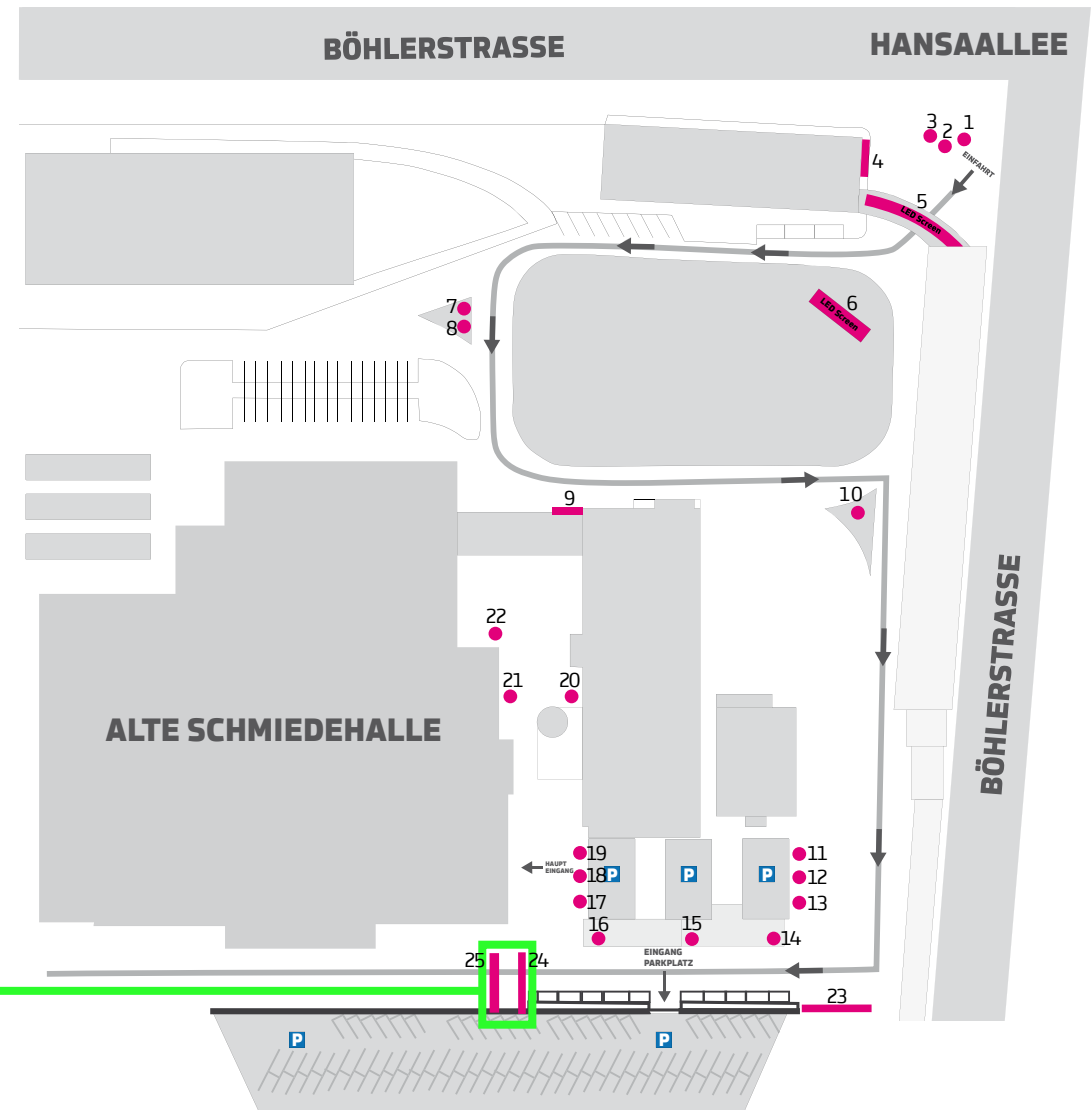 BÖHLERSTRASSE
HANSAALLEE
3
2
1
EINFAHRT
4
5
LED Screen
6
LED Screen
7
8
9
10
22
21
20
ALTE SCHMIEDEHALLE
BÖHLERSTRASSE
19
HAUPT
EINGANG
18
P
P
P
17
11
12
13
16
15
14
EINGANG
PARKPLATZ
25
24
23
P
P